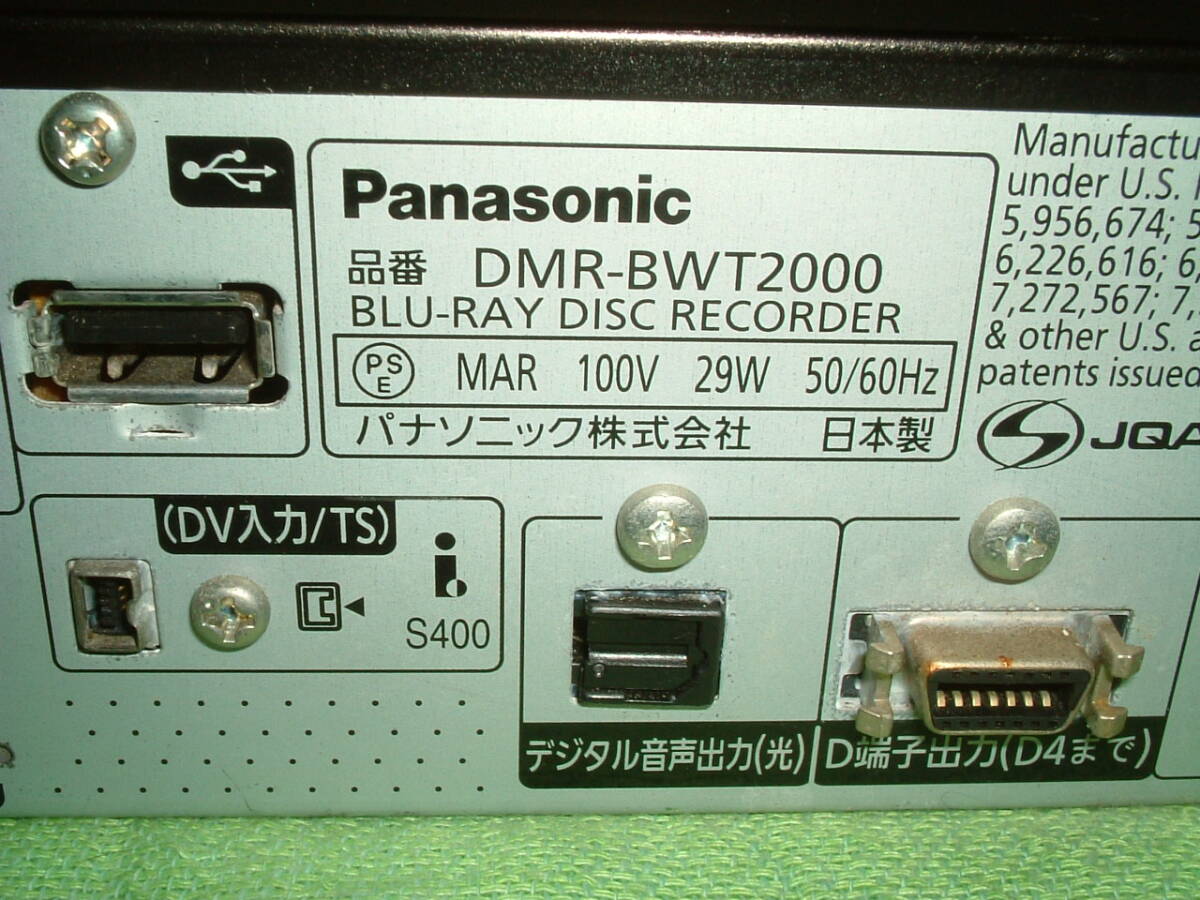 Panasonic
品番 DMR-BWT2000
BLU-RAY DISC RECORDER
PS E MAR 100V 29W 50/60Hz
パナソニック株式会社 日本製
Manufactu
under U.S.
5,956,674; 5
6,226,616; 6,
7,272,567; 7,
& other U.S. a
patents issued
JQA
(DV入力/TS)
i
S400
デジタル音声出力(光)
D端子出力(D4まで)